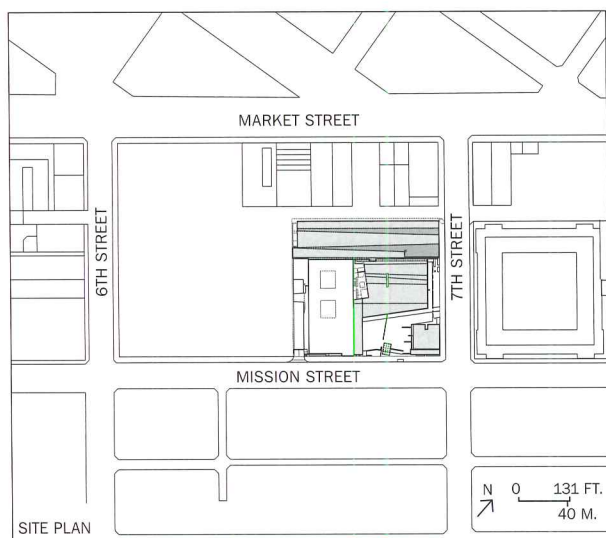 MARKET STREET
6TH STREET
7TH STREET
MISSION STREET
N 0 131 FT.
40 M.
SITE PLAN